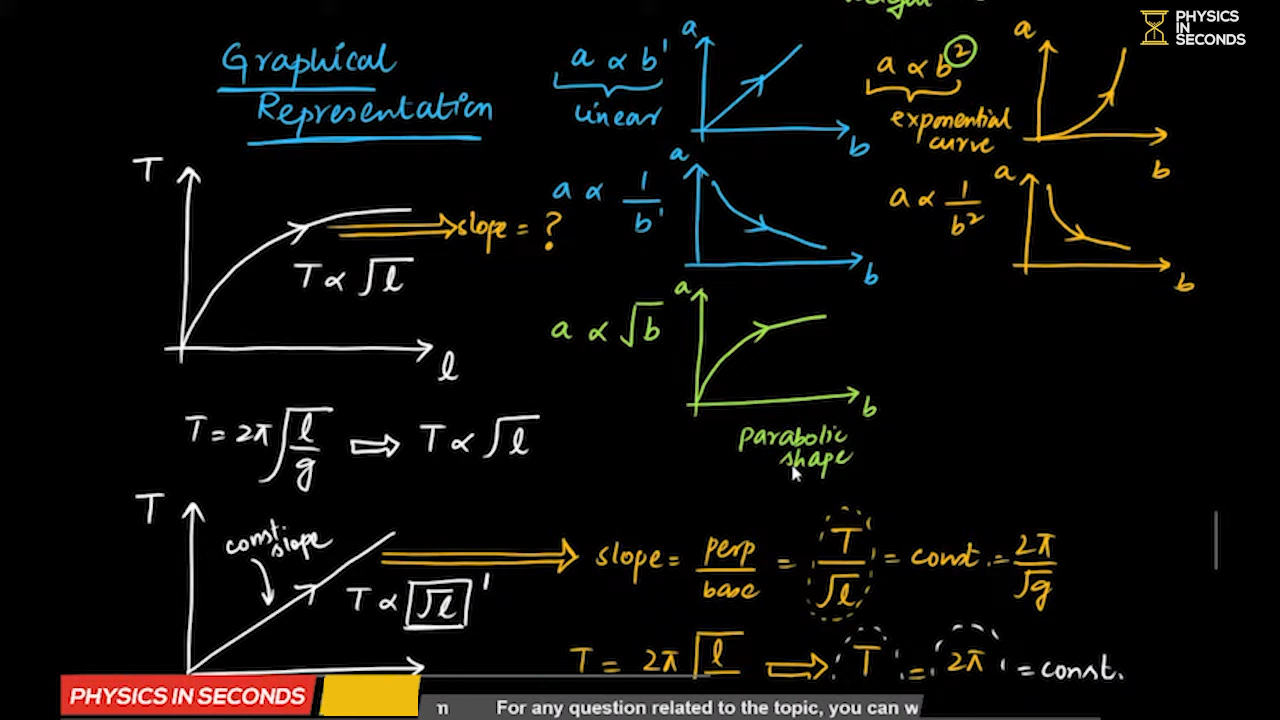 PHYSICS
IN
SECONDS
Graphical
Representation
a ∝ b¹
linear
a
b
a ∝ b²
exponential
curve
a
b
T
l
T ∝ √l
slope = ?
a ∝ 1/b¹
a
b
a ∝ 1/b²
a
b
a ∝ √b
a
b
parabolic
shape
T = 2π√(l/g) ⇒ T ∝ √l
T
const slope
T ∝ √l ¹
slope = perp/base = T/√l = const. = 2π/√g
T = 2π √l ⇒ T = 2π = const.
PHYSICS IN SECONDS
m For any question related to the topic, you can w